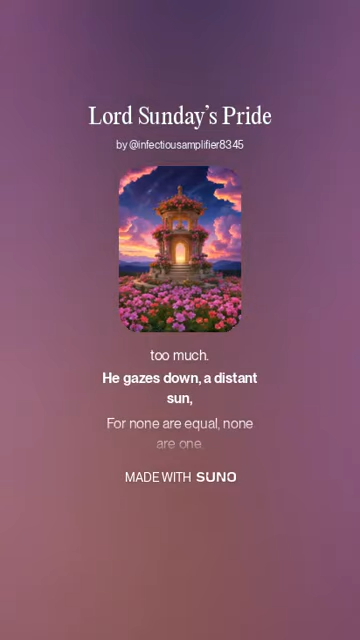 Lord Sunday's Pride
by @infectiousamplifier8345
too much.
He gazes down, a distant
sun,
For none are equal, none
are one.
MADE WITH SUNO